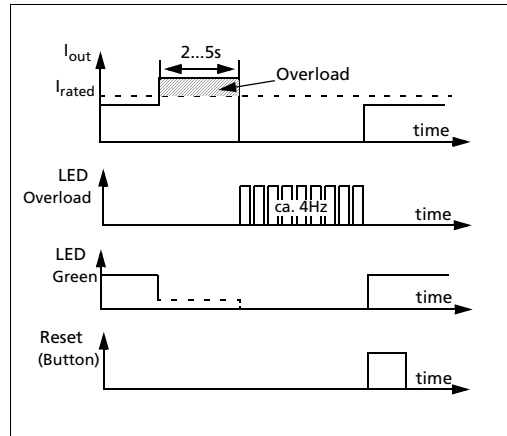 I_out
2...5s
Overload
I_rated
time
LED
Overload
ca. 4Hz
time
LED
Green
time
Reset
(Button)
time